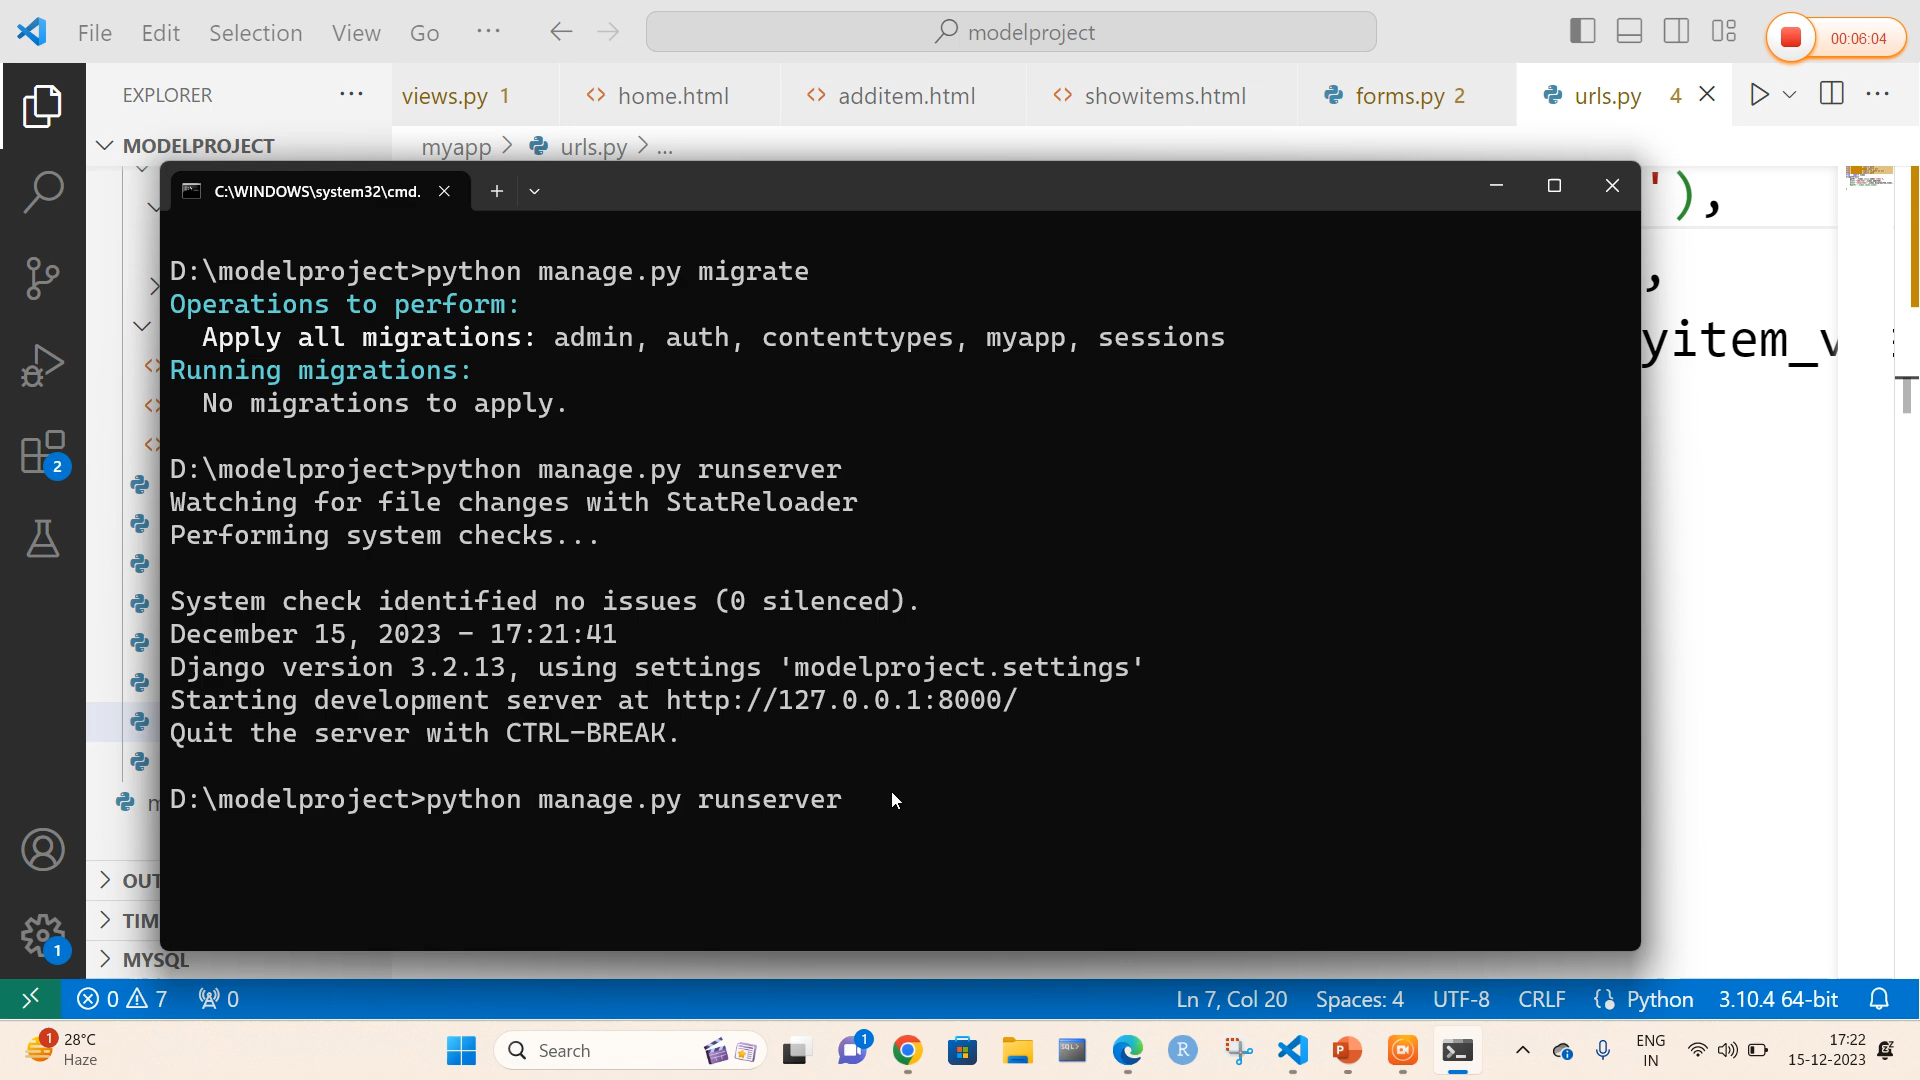 File Edit Selection View Go ... modelproject 00:06:04
EXPLORER ... views.py 1 home.html additem.html showitems.html forms.py 2 urls.py 4
MODELPROJECT myapp > urls.py > ...
C:\WINDOWS\system32\cmd.
'),
D:\modelproject>python manage.py migrate
Operations to perform:
Apply all migrations: admin, auth, contenttypes, myapp, sessions
,
yitem_v
Running migrations:
No migrations to apply.
D:\modelproject>python manage.py runserver
Watching for file changes with StatReloader
Performing system checks...
System check identified no issues (0 silenced).
December 15, 2023 - 17:21:41
Django version 3.2.13, using settings 'modelproject.settings'
Starting development server at http://127.0.0.1:8000/
Quit the server with CTRL-BREAK.
D:\modelproject>python manage.py runserver
m
OUT
TIM
MYSQL
2
1
0 7 0 Ln 7, Col 20 Spaces: 4 UTF-8 CRLF Python 3.10.4 64-bit
1 28°C
Haze
Search
SQL>
1
R
P
ENG
IN
17:22
15-12-2023